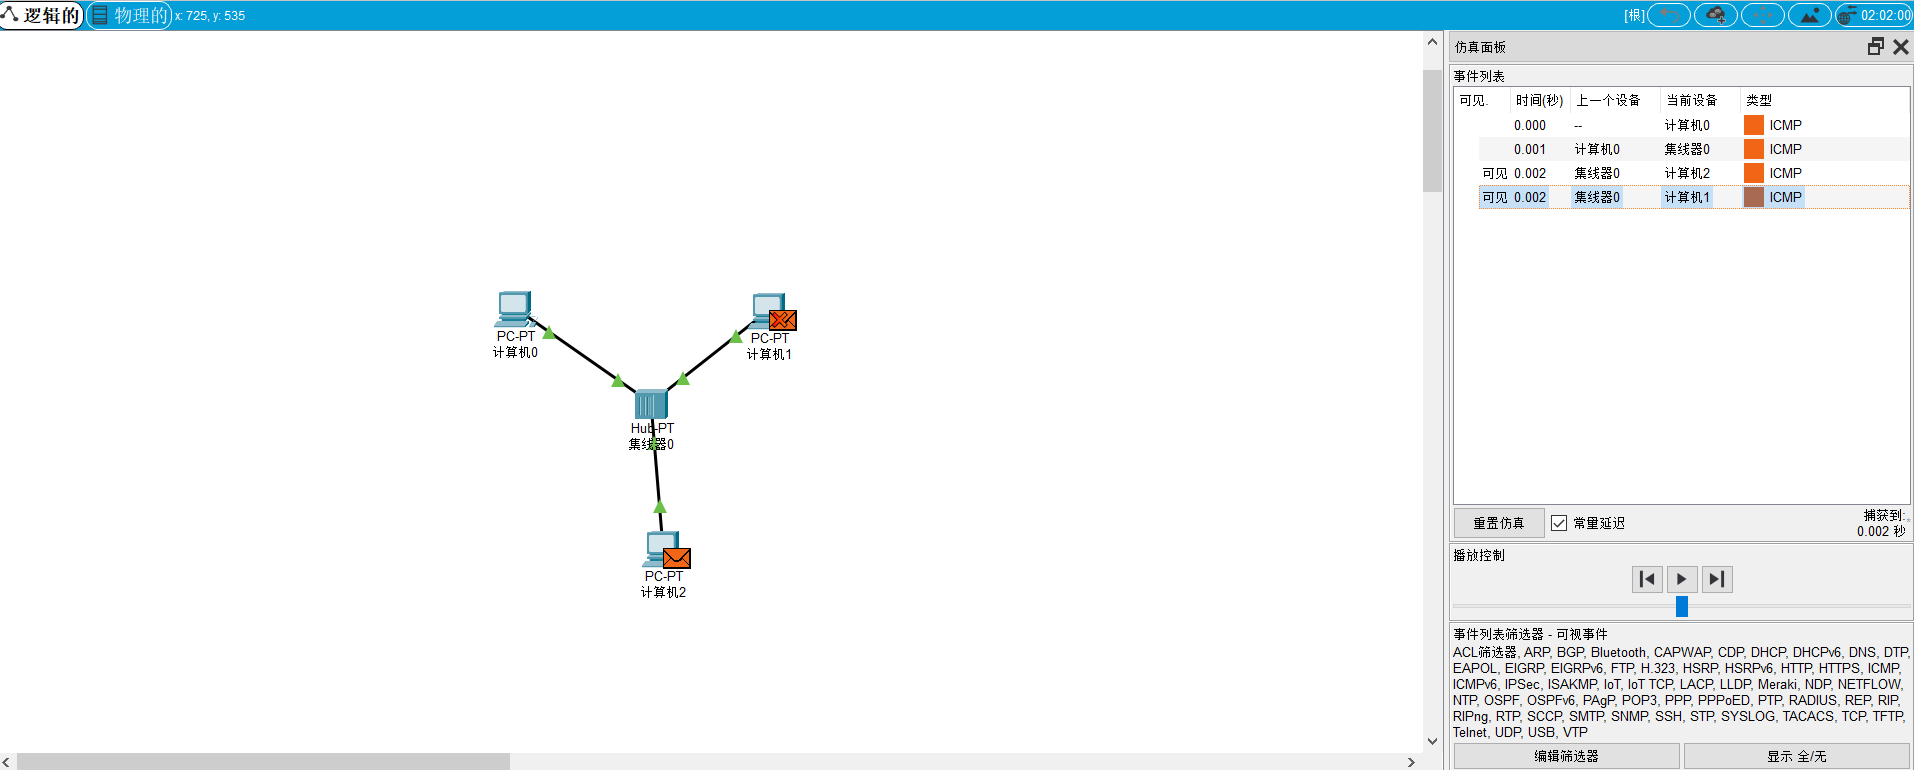 逻辑的 物理的 x: 725, y: 535 [根] 02:02:00
PC-PT
计算机0
PC-PT
计算机1
Hub-PT
集线器0
PC-PT
计算机2
仿真面板
事件列表
可见. 时间(秒) 上一个设备 当前设备 类型
0.000 -- 计算机0 ICMP
0.001 计算机0 集线器0 ICMP
可见 0.002 集线器0 计算机2 ICMP
可见 0.002 集线器0 计算机1 ICMP
重置仿真 常量延迟 捕获到:
0.002 秒
播放控制
事件列表筛选器 - 可视事件
ACL筛选器, ARP, BGP, Bluetooth, CAPWAP, CDP, DHCP, DHCPv6, DNS, DTP,
EAPOL, EIGRP, EIGRPv6, FTP, H.323, HSRP, HSRPv6, HTTP, HTTPS, ICMP,
ICMPv6, IPSec, ISAKMP, IoT, IoT TCP, LACP, LLDP, Meraki, NDP, NETFLOW,
NTP, OSPF, OSPFv6, PAgP, POP3, PPP, PPPoED, PTP, RADIUS, REP, RIP,
RIPng, RTP, SCCP, SMTP, SNMP, SSH, STP, SYSLOG, TACACS, TCP, TFTP,
Telnet, UDP, USB, VTP
编辑筛选器 显示 全/无